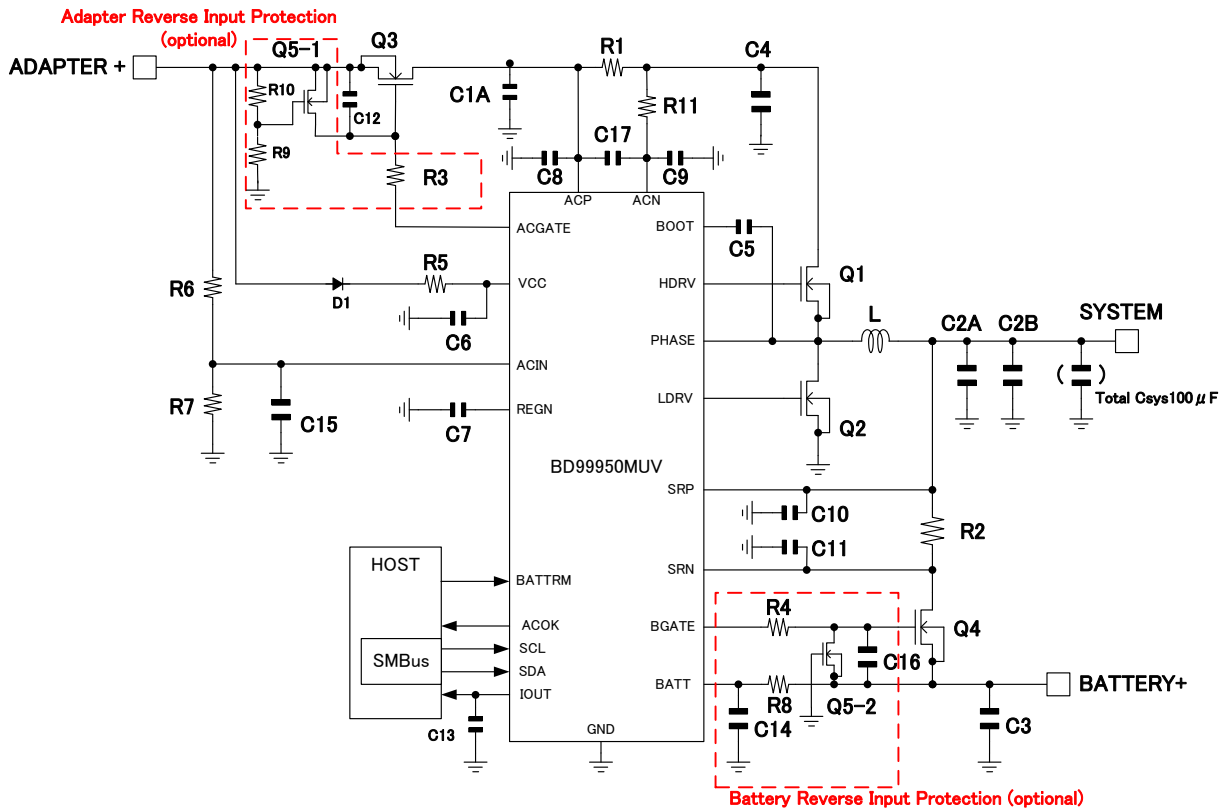 Adapter Reverse Input Protection
(optional)
Q5-1
Q3
R1
C4
ADAPTER +
R10
C12
C1A
R11
R9
C17
C8
C9
R3
ACP
ACN
ACGATE
BOOT
C5
R5
VCC
HDRV
Q1
R6
D1
C6
L
C2A
C2B
SYSTEM
PHASE
ACIN
( )
R7
LDRV
Total Csys100μF
C15
REGN
C7
Q2
BD99950MUV
SRP
C10
R2
HOST
C11
SRN
BATTRM
R4
ACOK
BGATE
Q4
SCL
SMBus
C16
SDA
BATT
BATTERY+
IOUT
R8
Q5-2
C13
GND
C14
C3
Battery Reverse Input Protection (optional)